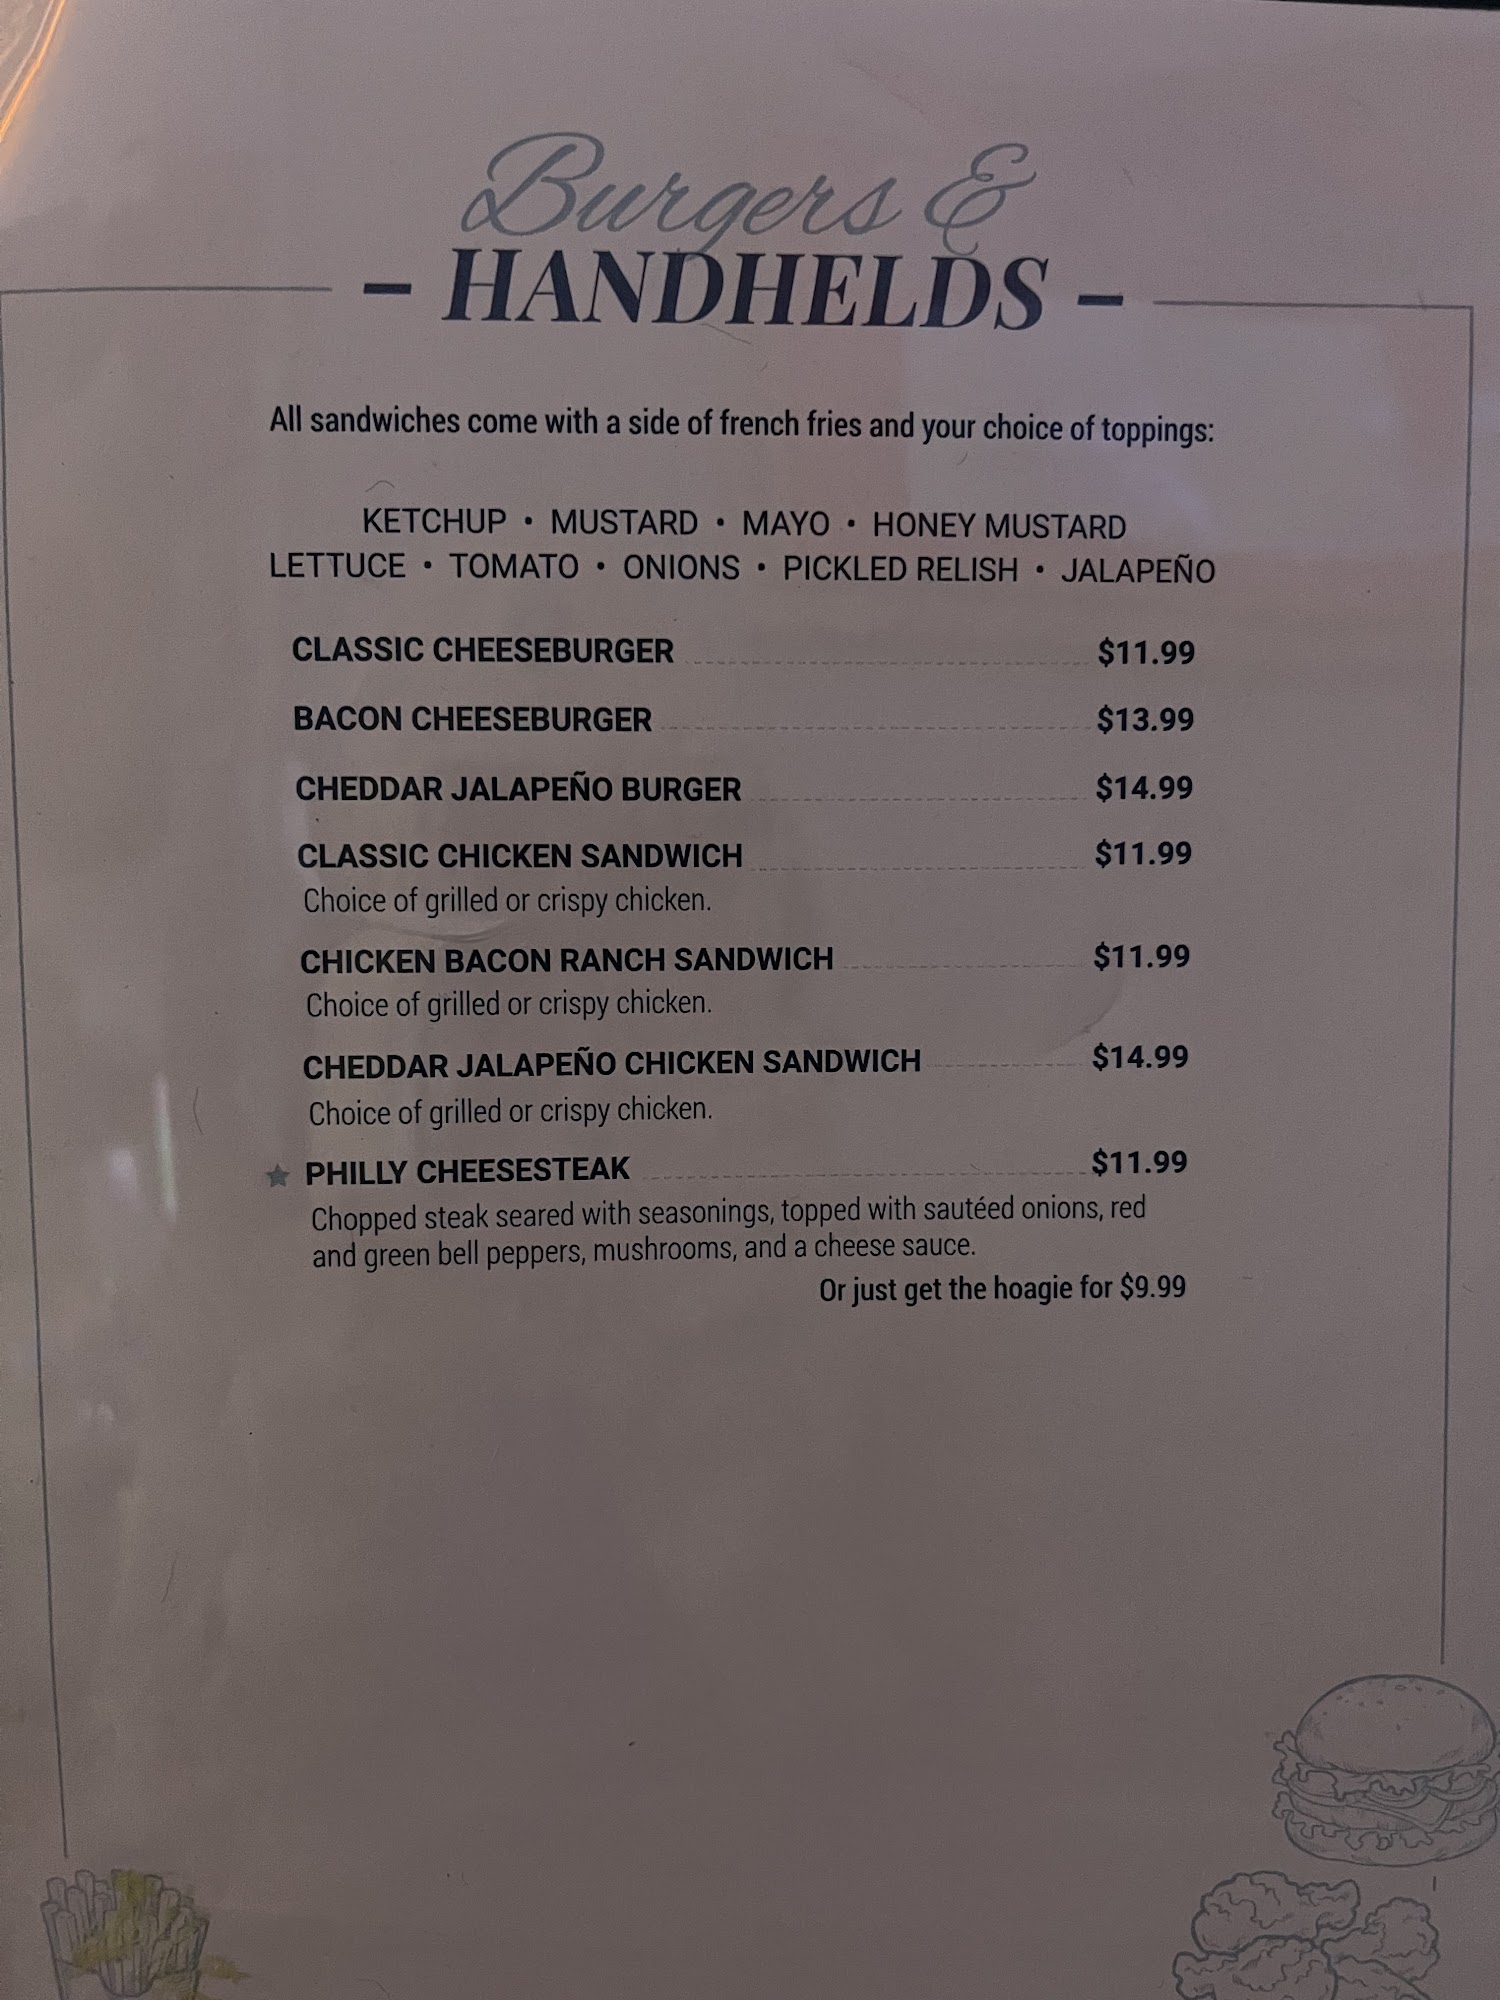 Burgers &
– HANDHELDS –
All sandwiches come with a side of french fries and your choice of toppings:
KETCHUP • MUSTARD • MAYO • HONEY MUSTARD
LETTUCE • TOMATO • ONIONS • PICKLED RELISH • JALAPEÑO
CLASSIC CHEESEBURGER $11.99
BACON CHEESEBURGER $13.99
CHEDDAR JALAPEÑO BURGER $14.99
CLASSIC CHICKEN SANDWICH $11.99
Choice of grilled or crispy chicken.
CHICKEN BACON RANCH SANDWICH $11.99
Choice of grilled or crispy chicken.
CHEDDAR JALAPEÑO CHICKEN SANDWICH $14.99
Choice of grilled or crispy chicken.
★ PHILLY CHEESESTEAK $11.99
Chopped steak seared with seasonings, topped with sautéed onions, red
and green bell peppers, mushrooms, and a cheese sauce.
Or just get the hoagie for $9.99